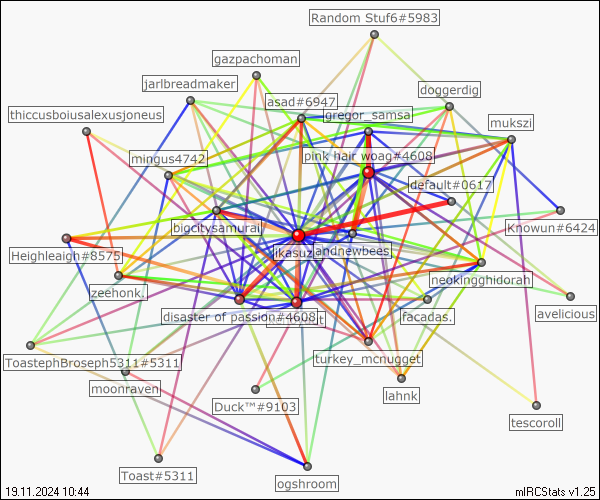 Random Stuf6#5983
gazpachoman
jarlbreadmaker
doggerdig
asad#6947
thiccusboiusalexusjoneus
gregor_samsa
mukszi
mingus4742
pink hair woag#4608
default#0617
bigcitysamurai
Knowun#6424
Heighleaigh#8575
jkasuz
andnewbees
zeehonk.
neokingghidorah
disaster of passion#4608
facadas.
avelicious
ToastephBroseph5311#5311
turkey_mcnugget
moonraven
lahnk
Duck™#9103
tescoroll
Toast#5311
ogshroom
19.11.2024 10:44
mIRCStats v1.25